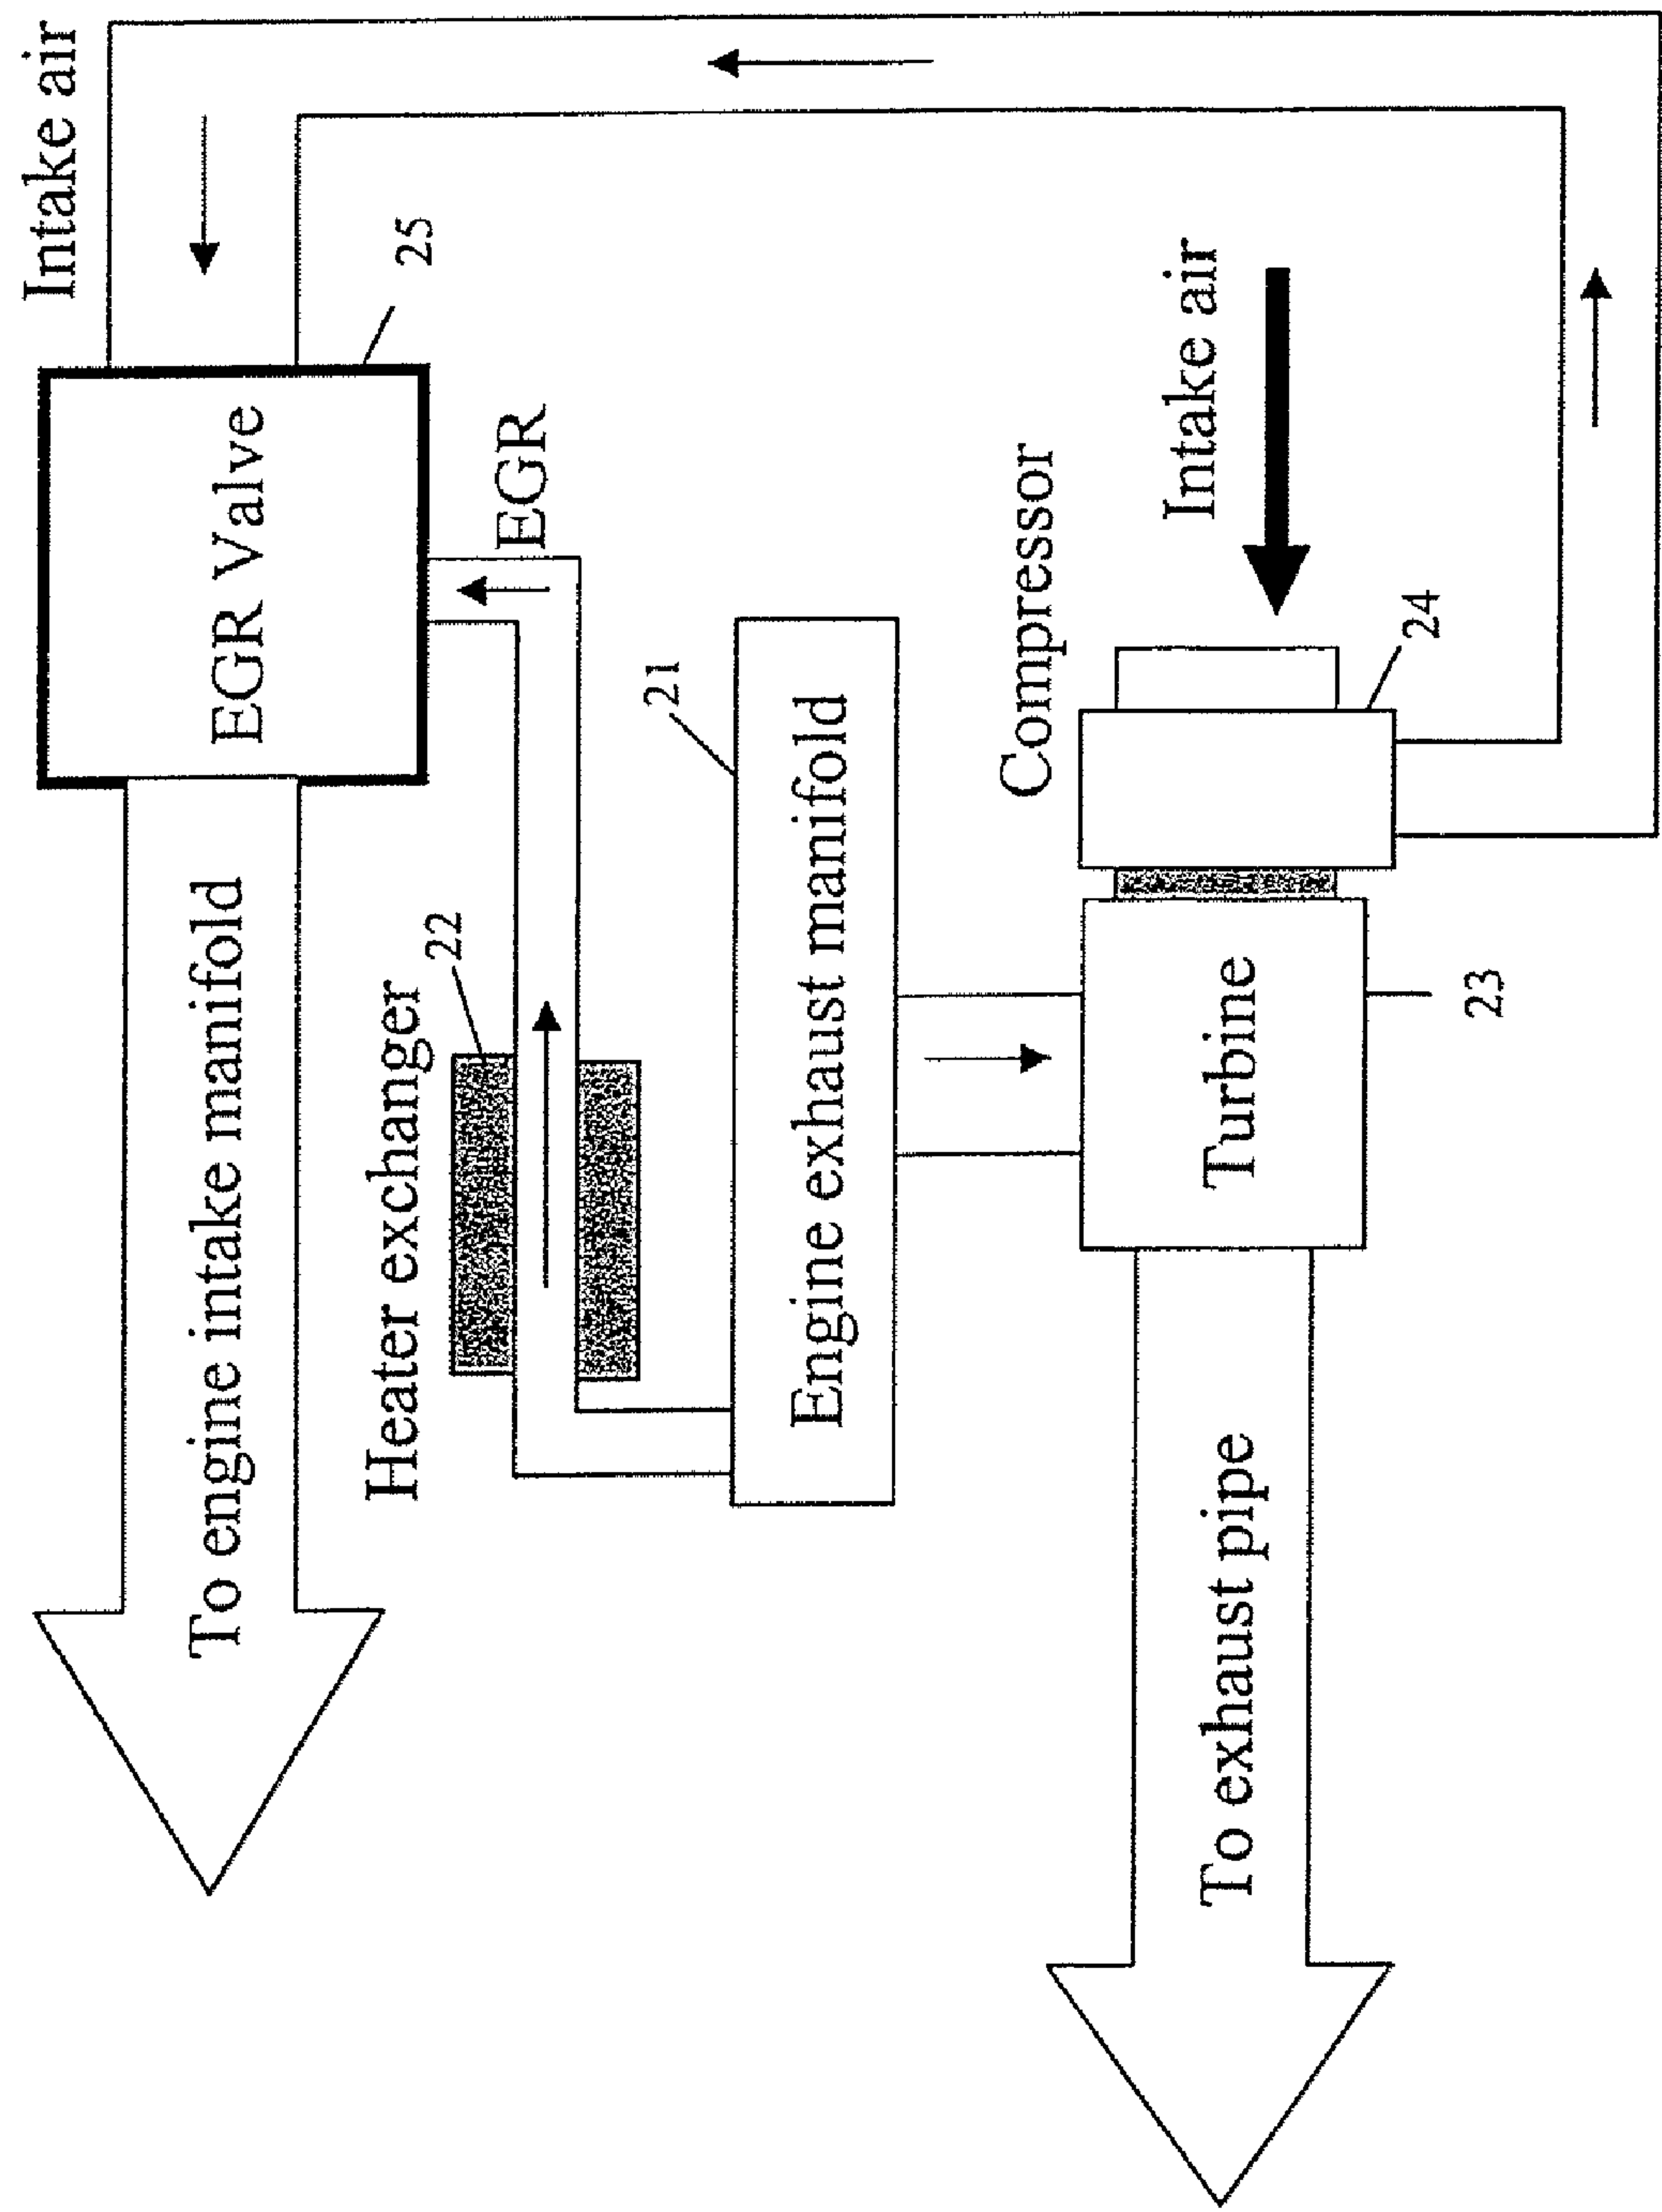 Intake air
25
EGR Valve
EGR
To engine intake manifold
Heater exchanger
22
21
Engine exhaust manifold
Compressor
Intake air
24
Turbine
23
To exhaust pipe